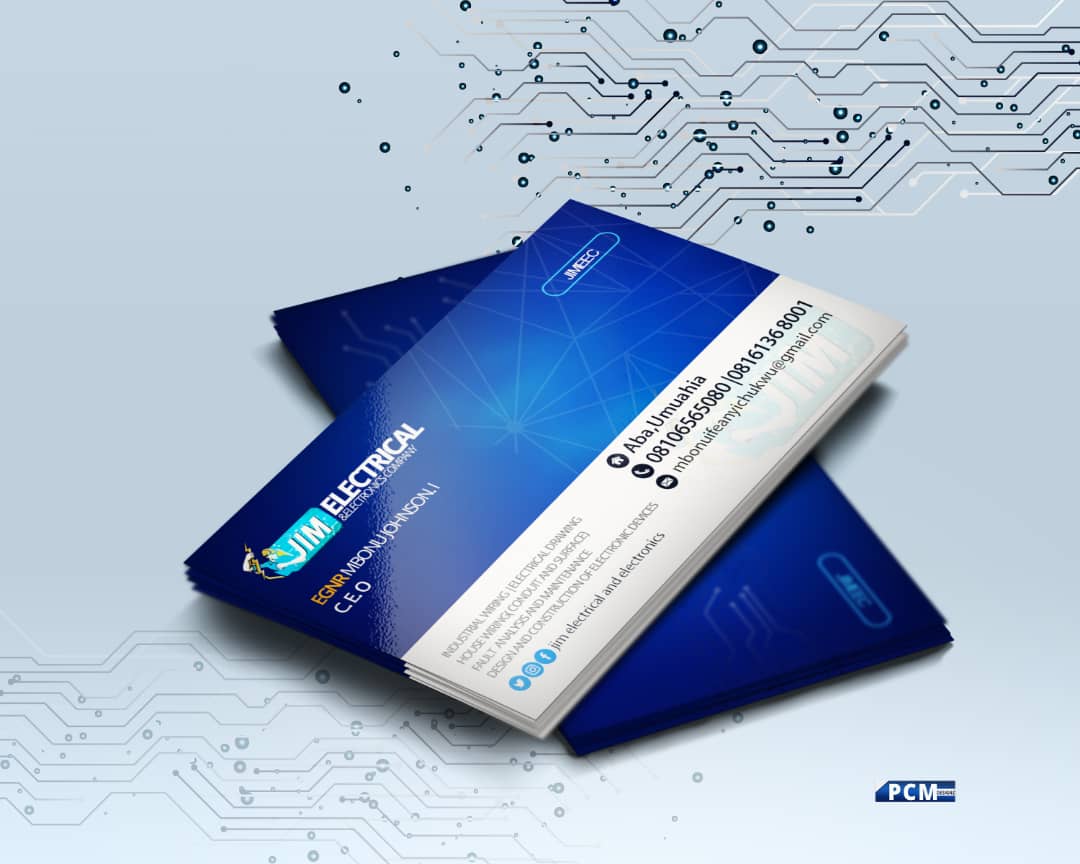 JIMEEC
JIM ELECTRICAL
& ELECTRONICS COMPANY
EGNR MBONU JOHNSON. I
C.E.O
Aba,Umuahia
08106565080 |08161368001
mbonuifeanyichukwu@gmail.com
JIM
INDUSTRIAL WIRING | ELECTRICAL DRAWING
HOUSE WIRING( CONDUIT AND SURFACE)
FAULT ANALYSIS AND MAINTENANCE
DESIGN AND CONSTRUCTION OF ELECTRONIC DEVICES
jim electrical and electronics
PCM